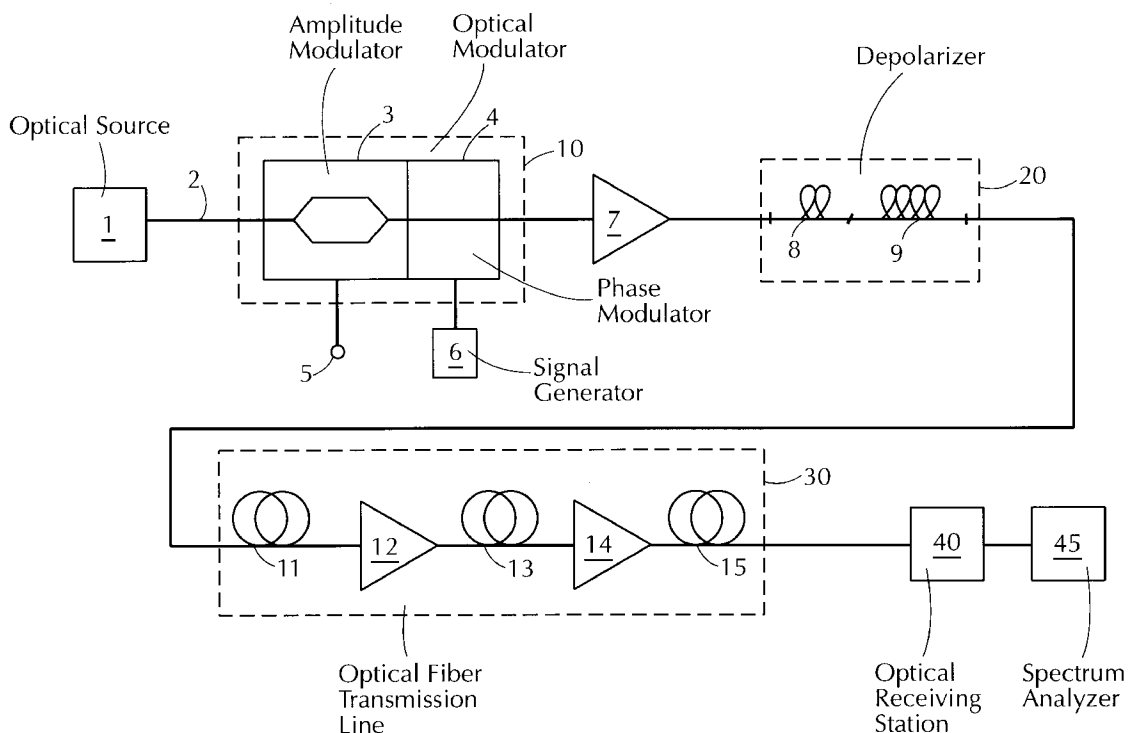 Amplitude
Modulator
Optical
Modulator
Depolarizer
Optical Source
3
4
10
20
2
1
7
8
9
Phase
Modulator
5
6
Signal
Generator
30
11
12
13
14
15
40
45
Optical Fiber
Transmission
Line
Optical
Receiving
Station
Spectrum
Analyzer